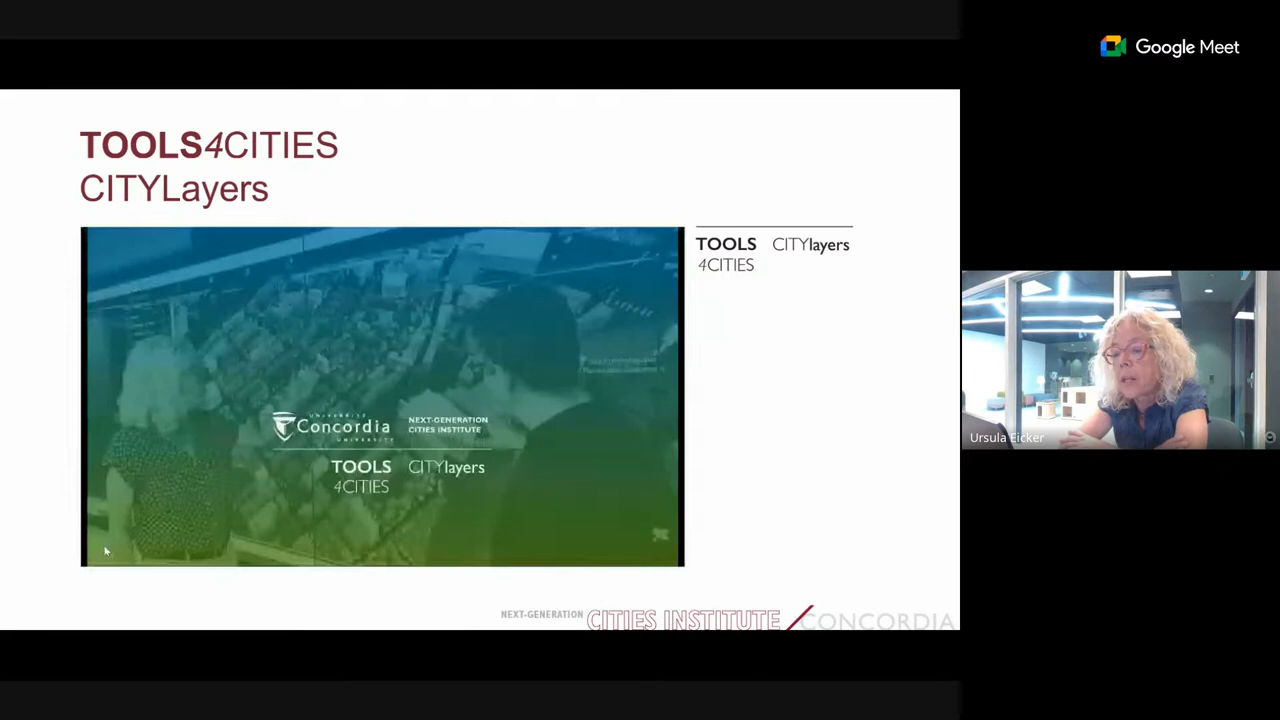 Google Meet
TOOLS4CITIES
CITYLayers
TOOLS CITYlayers
4CITIES
UNIVERSITÉ
Concordia
UNIVERSITY
NEXT-GENERATION
CITIES INSTITUTE
TOOLS CITYlayers
4CITIES
Ursula Eicker
NEXT-GENERATION CITIES INSTITUTE / CONCORDIA